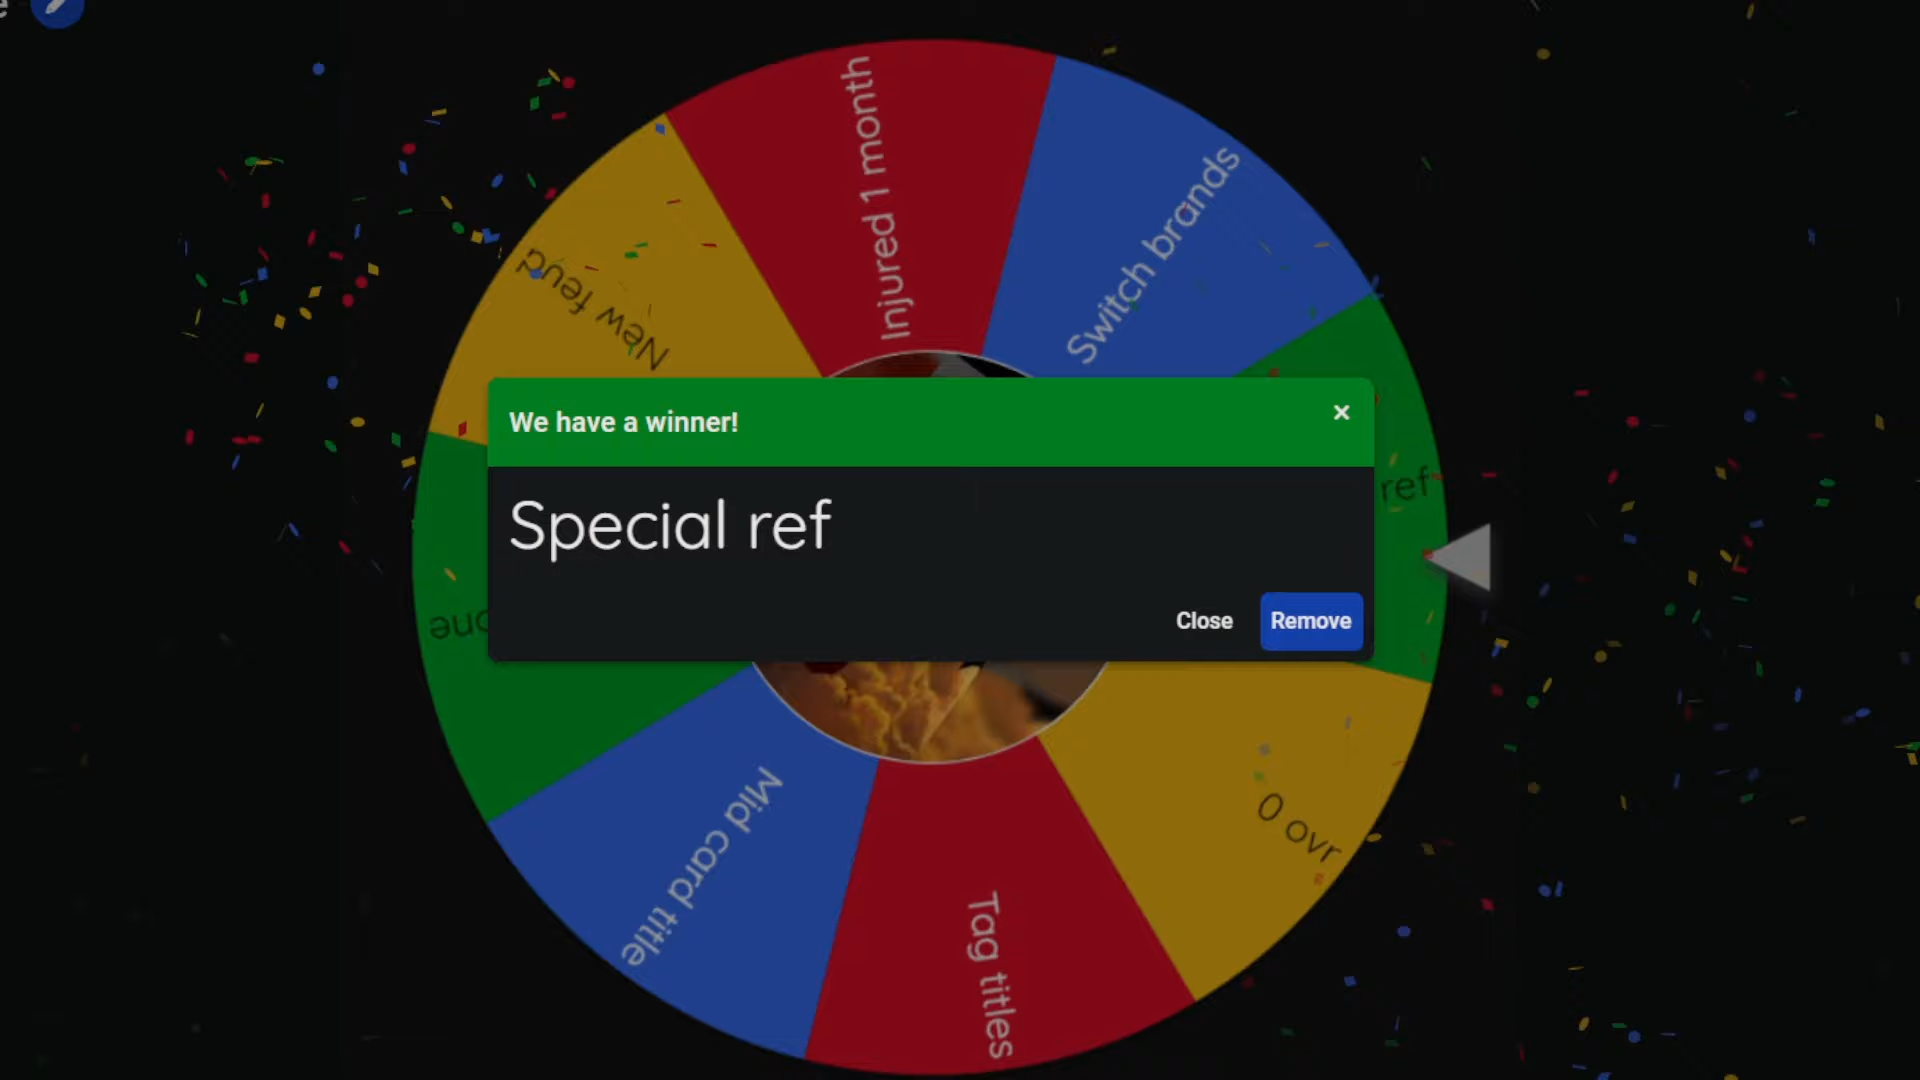 Injured 1 month
Switch brands
New feud
We have a winner!
×
ref
Special ref
Close
Remove
0 ovr
Mid card title
Tag titles